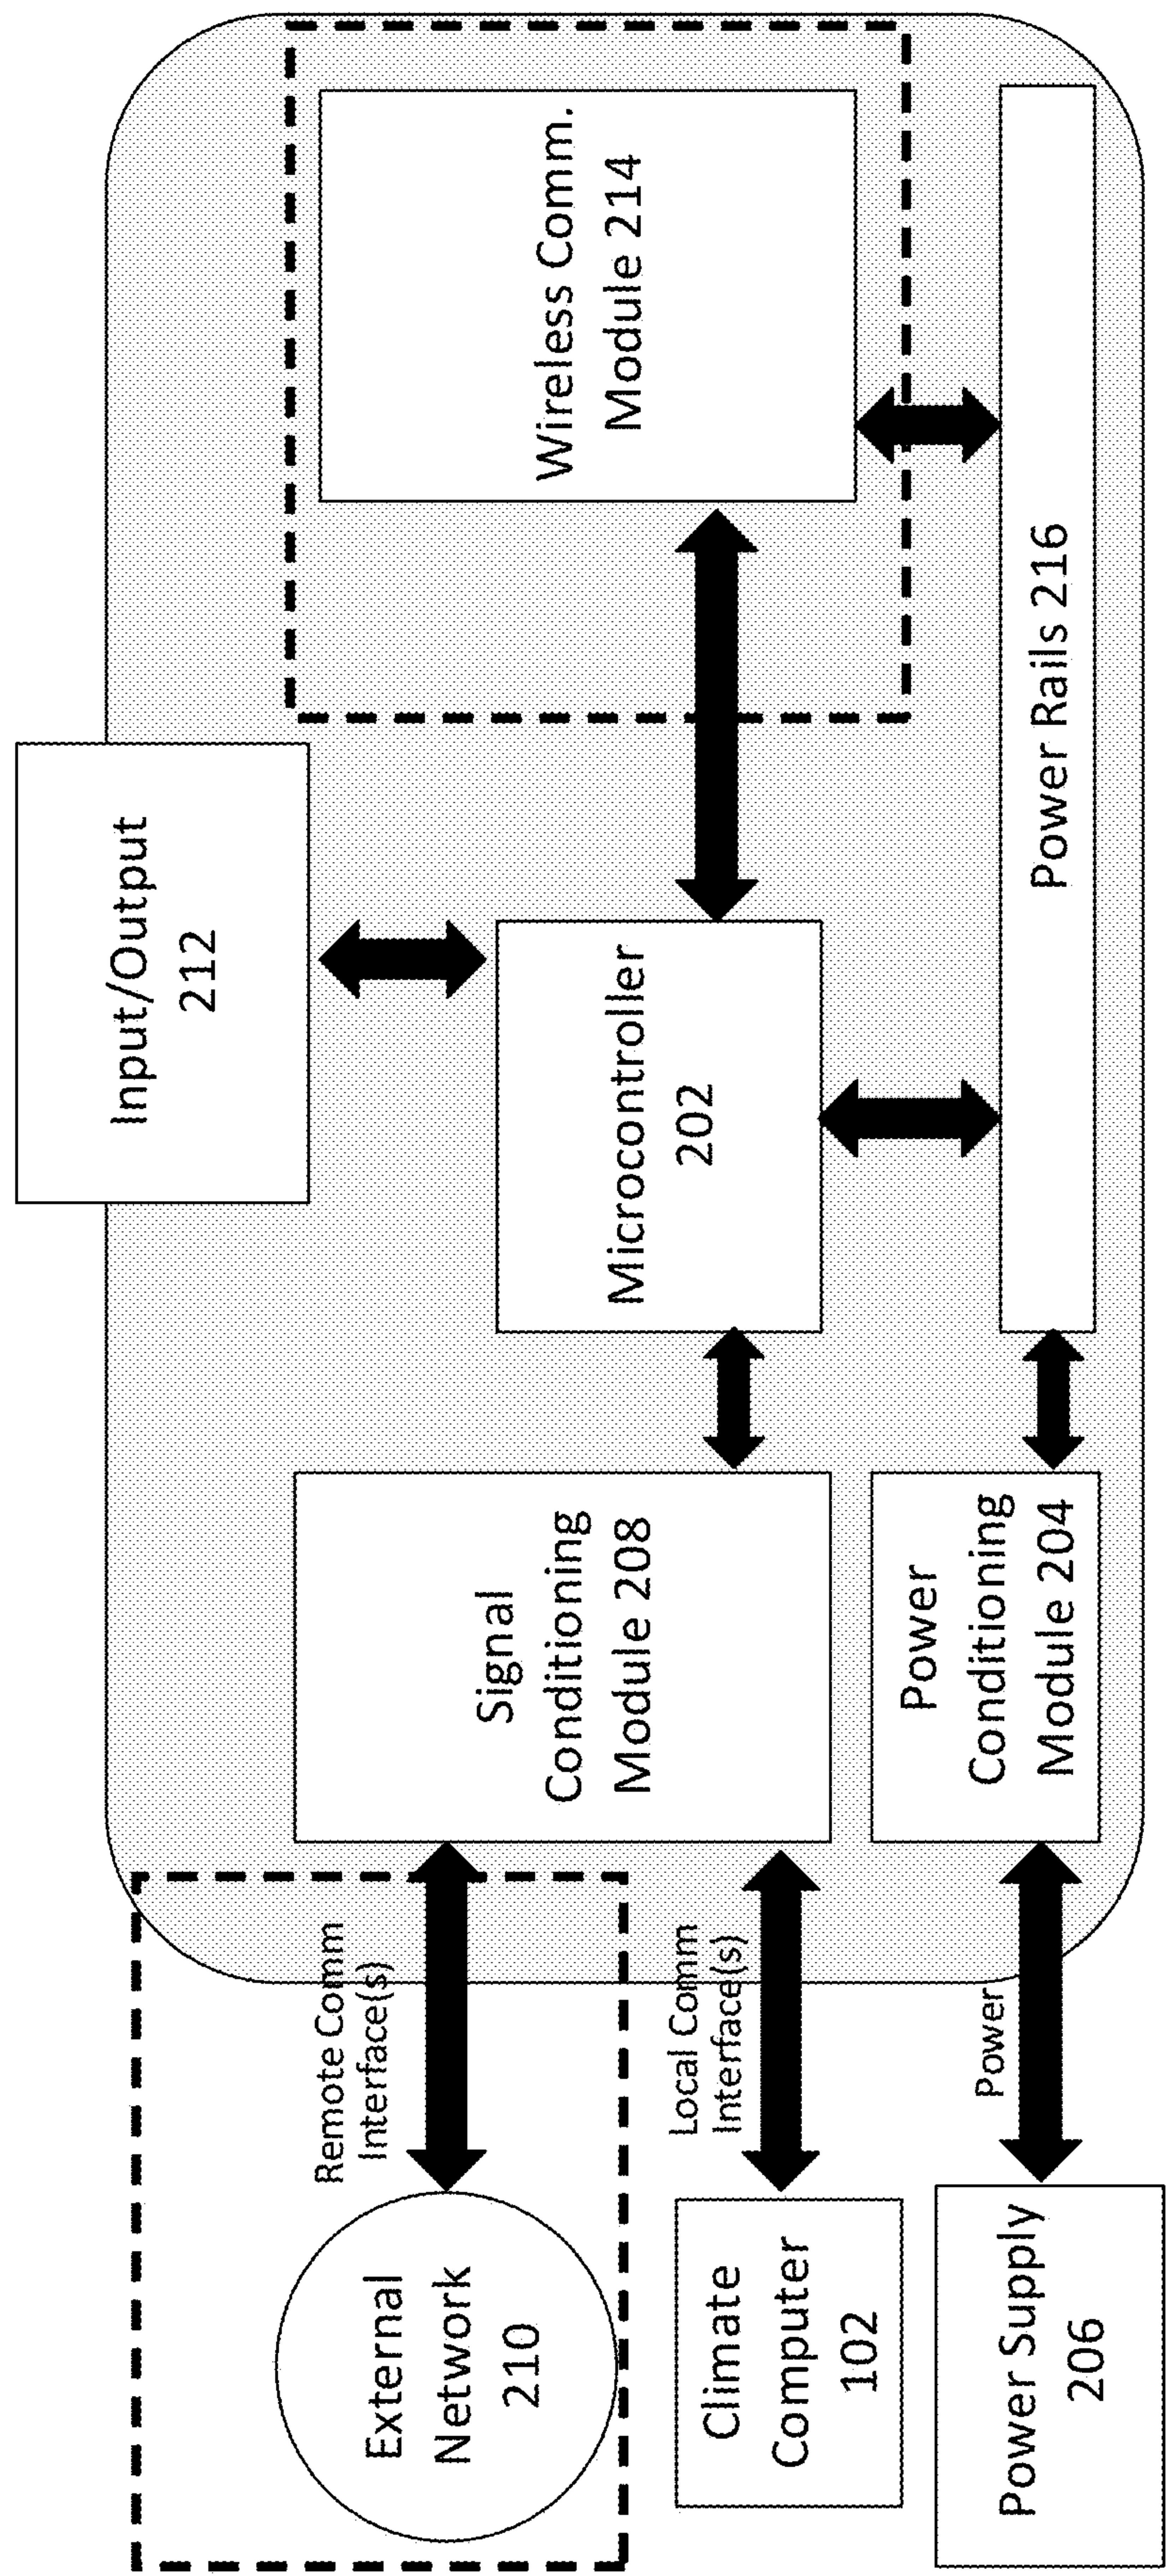 Input/Output
212
Wireless Comm.
Module 214
Microcontroller
202
Power Rails 216
Signal
Conditioning
Module 208
Power
Conditioning
Module 204
Remote Comm
Interface(s)
Local Comm
Interface(s)
Power
External
Network
210
Climate
Computer
102
Power Supply
206